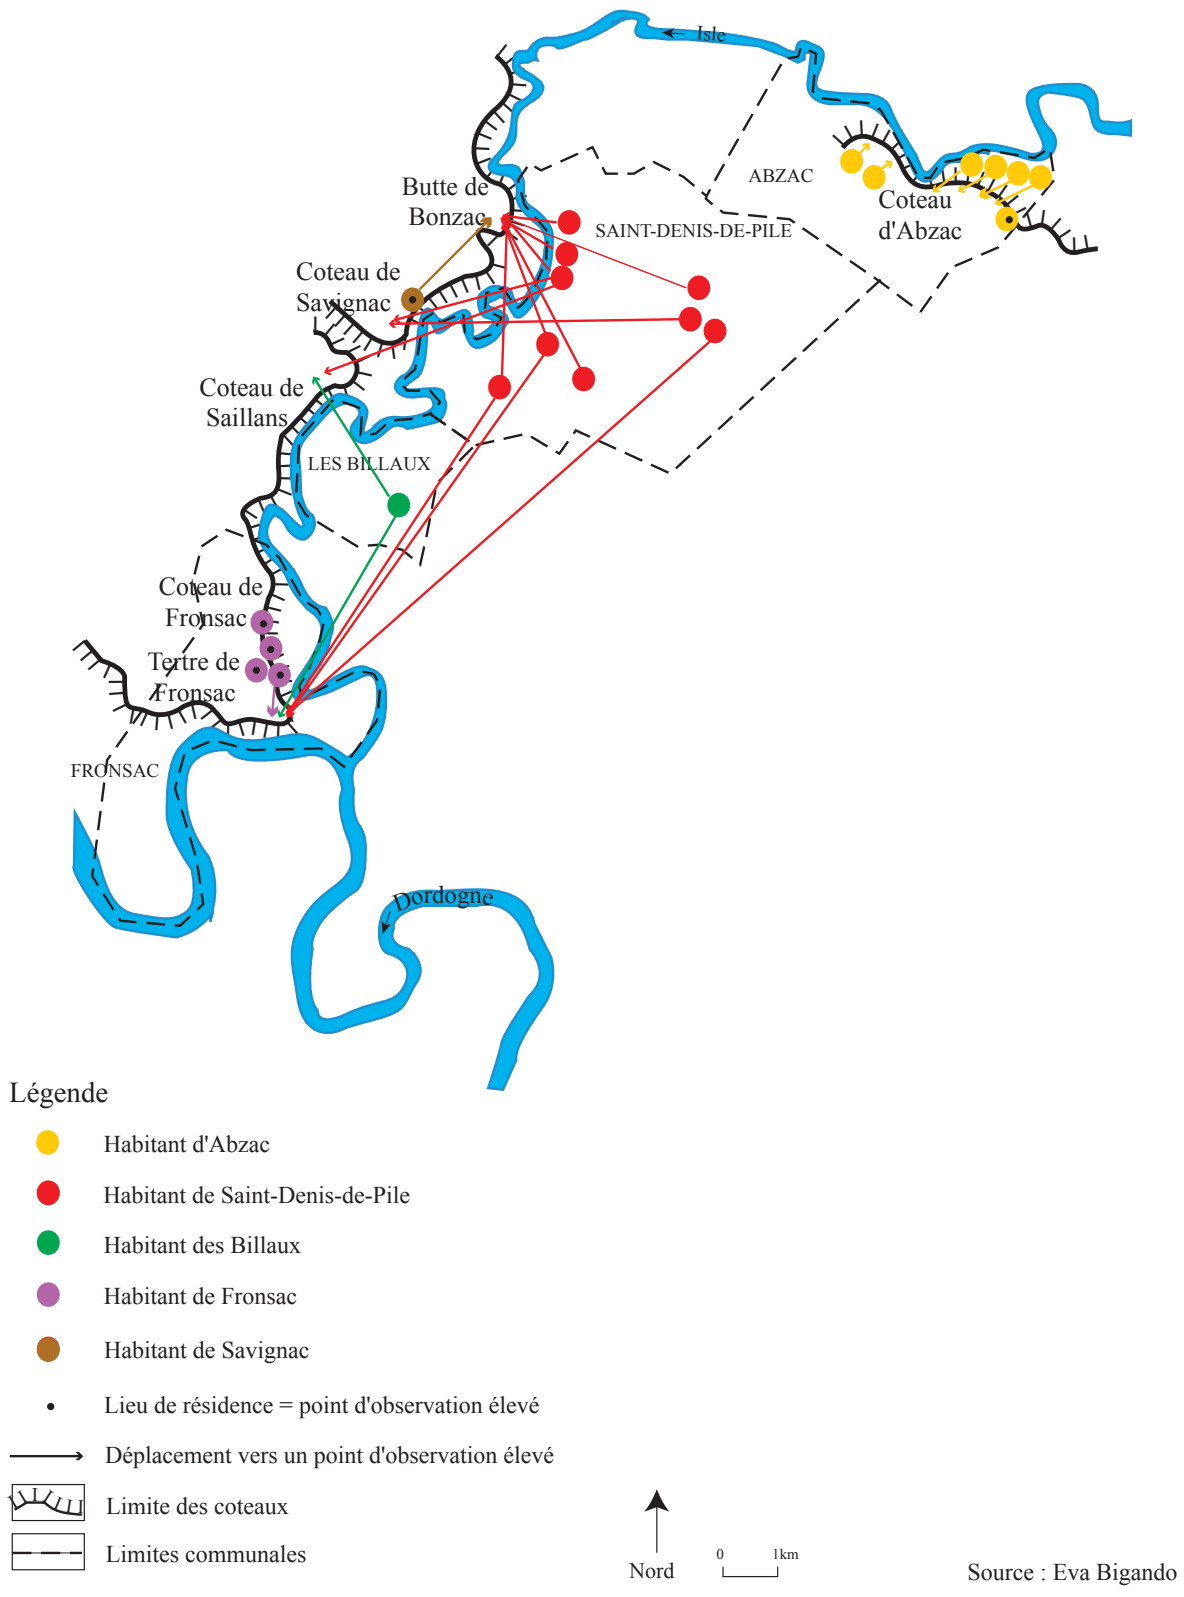 Isle
ABZAC
Butte de
Bonzac
SAINT-DENIS-DE-PILE
Coteau
d'Abzac
Coteau de
Savignac
Coteau de
Saillans
LES BILLAUX
Coteau de
Fronsac
Tertre de
Fronsac
FRONSAC
Dordogne
Légende
Habitant d'Abzac
Habitant de Saint-Denis-de-Pile
Habitant des Billaux
Habitant de Fronsac
Habitant de Savignac
Lieu de résidence = point d'observation élevé
Déplacement vers un point d'observation élevé
Limite des coteaux
Limites communales
Nord
0 1km
Source : Eva Bigando